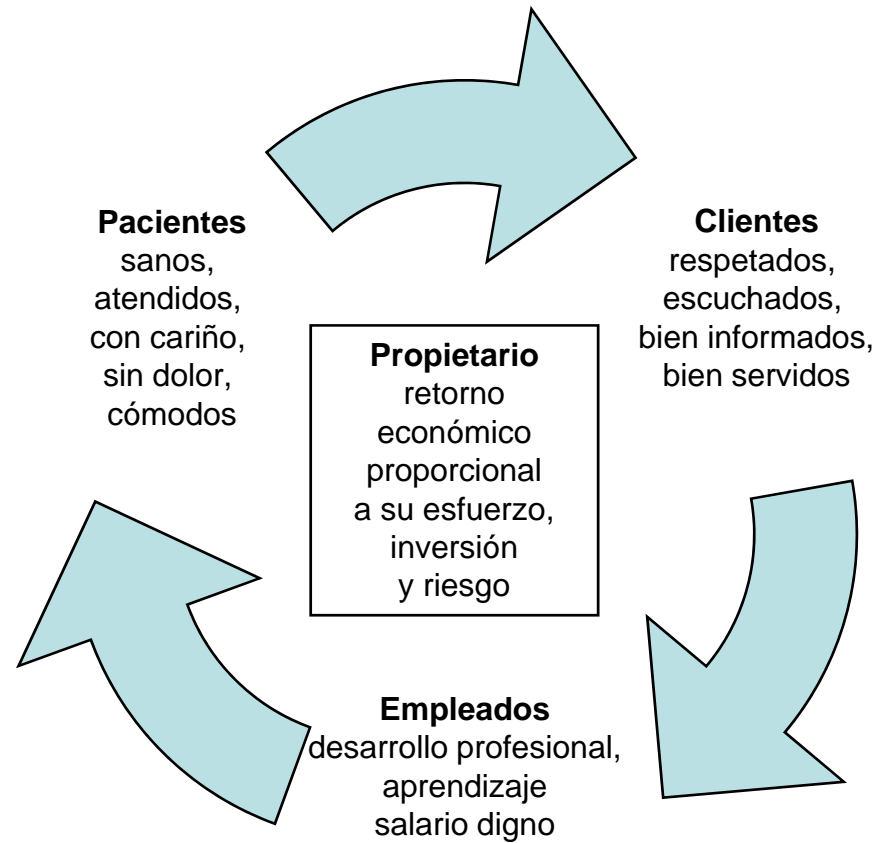 Pacientes
sanos,
atendidos,
con cariño,
sin dolor,
cómodos
Clientes
respetados,
escuchados,
bien informados,
bien servidos
Propietario
retorno
económico
proporcional
a su esfuerzo,
inversión
y riesgo
Empleados
desarrollo profesional,
aprendizaje
salario digno